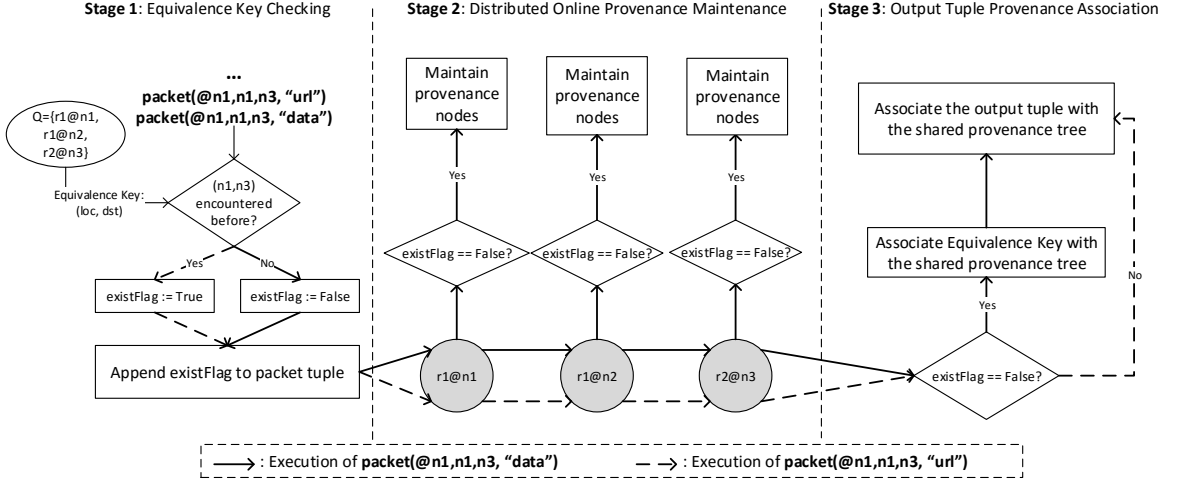 Stage 1: Equivalence Key Checking
Stage 2: Distributed Online Provenance Maintenance
Stage 3: Output Tuple Provenance Association
...
packet(@n1,n1,n3, “url”)
packet(@n1,n1,n3, “data”)
Q={r1@n1,
r1@n2,
r2@n3}
Equivalence Key:
(loc, dst)
(n1,n3)
encountered
before?
Yes
No
existFlag := True
existFlag := False
Append existFlag to packet tuple
Maintain
provenance
nodes
Maintain
provenance
nodes
Maintain
provenance
nodes
Yes
Yes
Yes
existFlag == False?
existFlag == False?
existFlag == False?
r1@n1
r1@n2
r2@n3
Associate the output tuple with
the shared provenance tree
Associate Equivalence Key with
the shared provenance tree
No
Yes
existFlag == False?
: Execution of packet(@n1,n1,n3, “data”)
: Execution of packet(@n1,n1,n3, “url”)